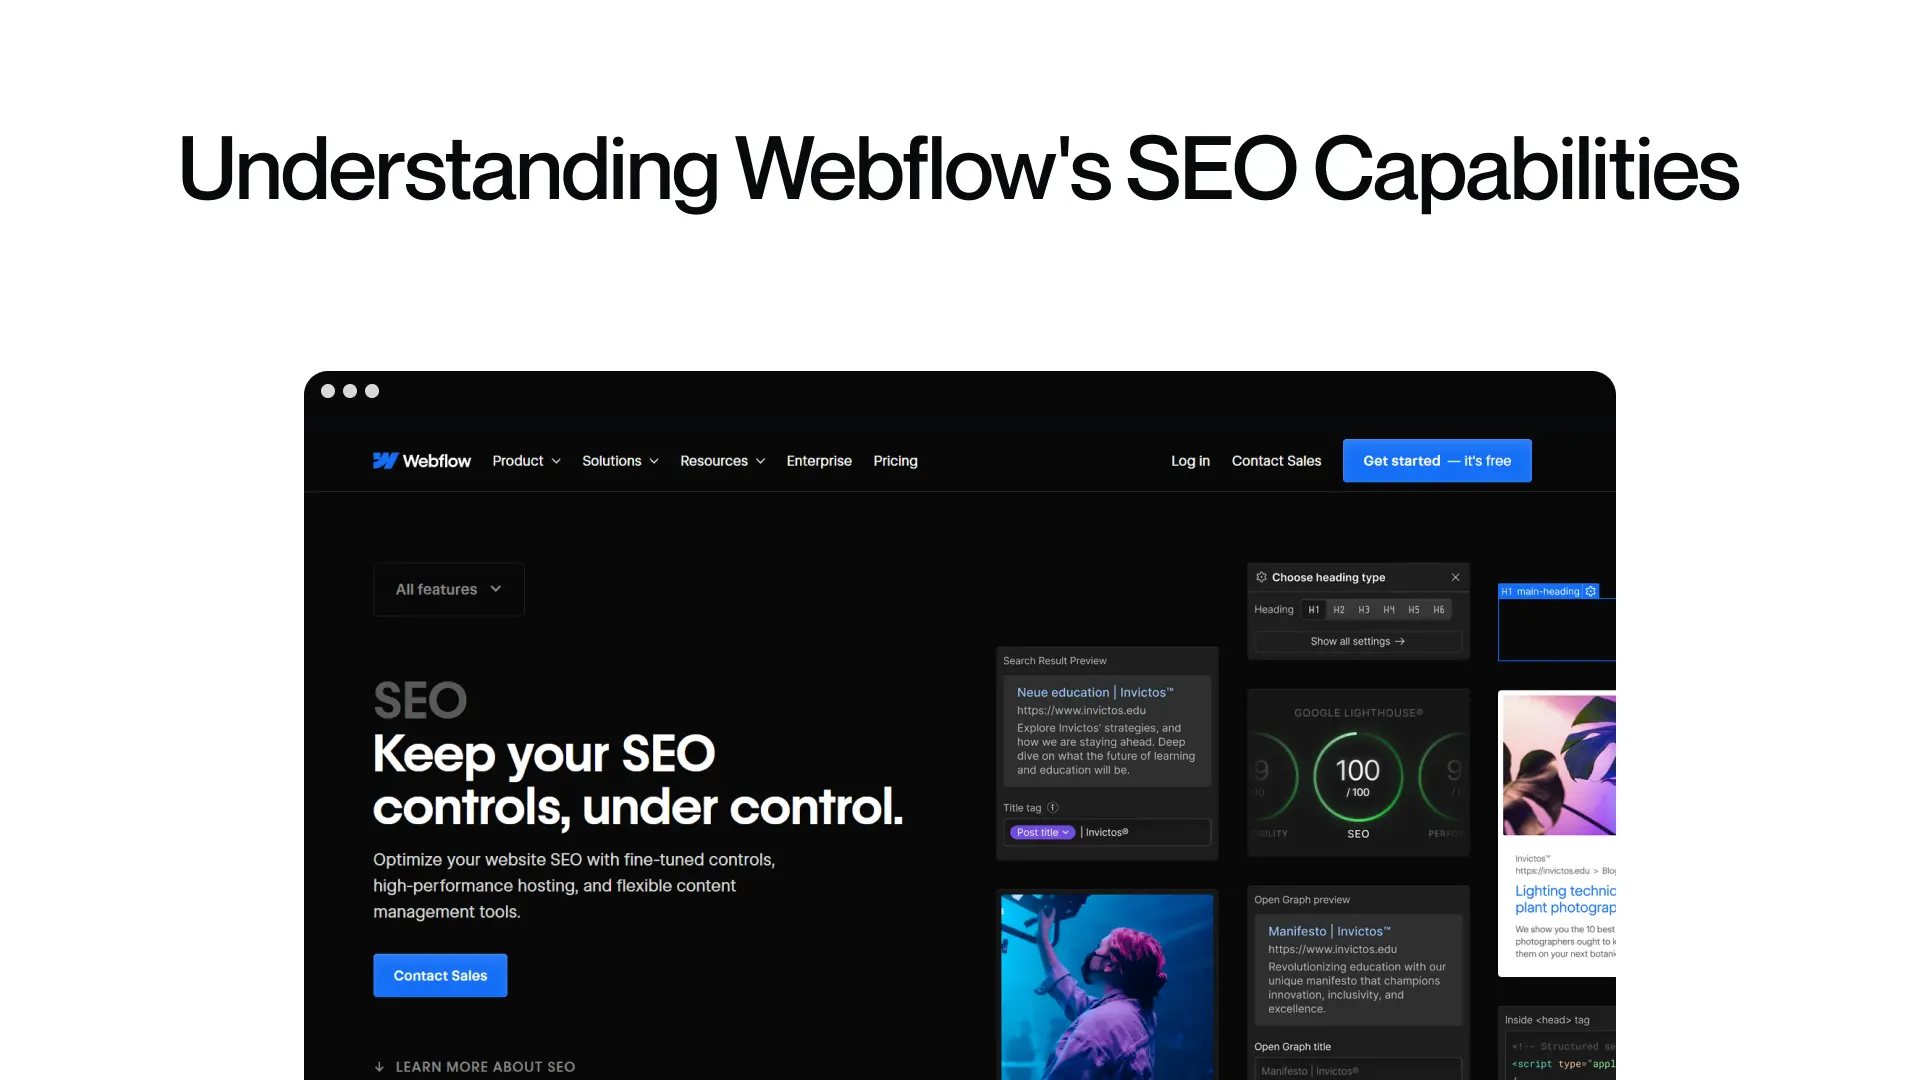 Understanding Webflow's SEO Capabilities
Webflow Product Solutions Resources Enterprise Pricing Log in Contact Sales Get started — it's free
All features
SEO
Keep your SEO
controls, under control.
Optimize your website SEO with fine-tuned controls,
high-performance hosting, and flexible content
management tools.
Contact Sales
↓ LEARN MORE ABOUT SEO
Search Result Preview
Neue education | Invictos™
https://www.invictos.edu
Explore Invictos' strategies, and
how we are staying ahead. Deep
dive on what the future of learning
and education will be.
Title tag
Post title | Invictos®
Choose heading type
Heading H1 H2 H3 H4 H5 H6
Show all settings →
GOOGLE LIGHTHOUSE®
100
/ 100
SEO
Open Graph preview
Manifesto | Invictos™
https://www.invictos.edu
Revolutionizing education with our
unique manifesto that champions
innovation, inclusivity, and
excellence.
Open Graph title
Manifesto | Invictos®
H1 main-heading
Invictos™
https://invictos.edu > Blog
Lighting technic
plant photograp
We show you the 10 best
photographers ought to k
them on your next botani
Inside <head> tag
<!-- Structured se
<script type="appl